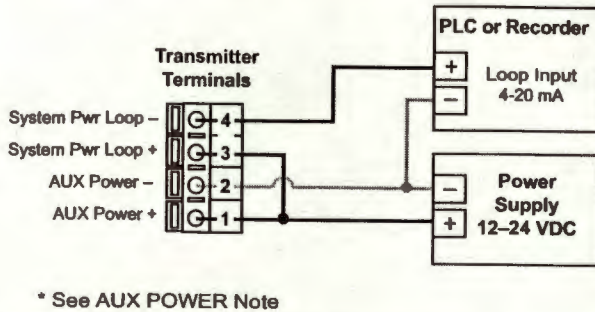 PLC or Recorder
Transmitter
Terminals
+
Loop Input
4-20 mA
−
System Pwr Loop –
4
System Pwr Loop +
3
AUX Power –
2
AUX Power +
1
−
Power
Supply
12–24 VDC
+
* See AUX POWER Note